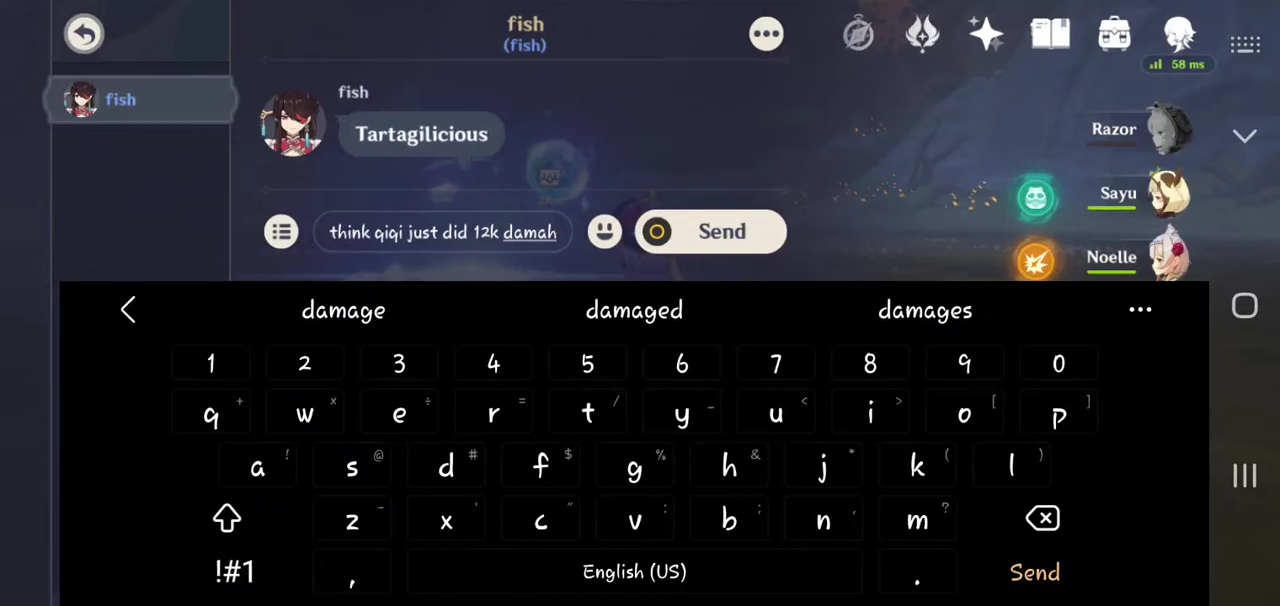 fish
(fish)
58 ms
fish
fish
Tartagilicious
Razor
Sayu
Noelle
think qiqi just did 12k damah
Send
damage damaged damages
1 2 3 4 5 6 7 8 9 0
q + w x e ÷ r = t / y _ u < i > o [ p ]
a ! s @ d # f $ g % h & j * k ( l )
z - x ' c " v : b ; n , m ?
!#1 , English (US) . Send